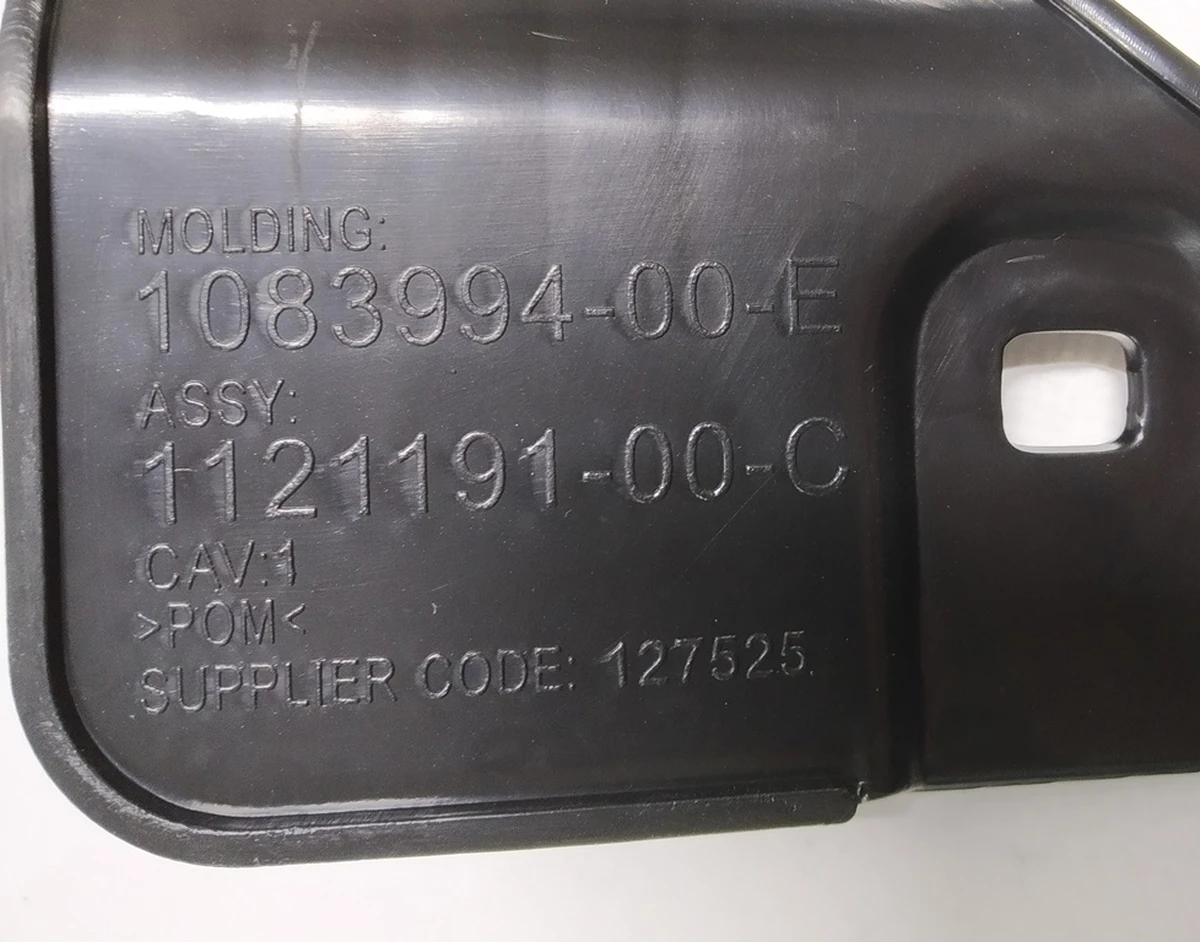 MOLDING:
1083994-00-E
ASSY:
1121191-00-C
CAV:1
>POM<
SUPPLIER CODE: 127525